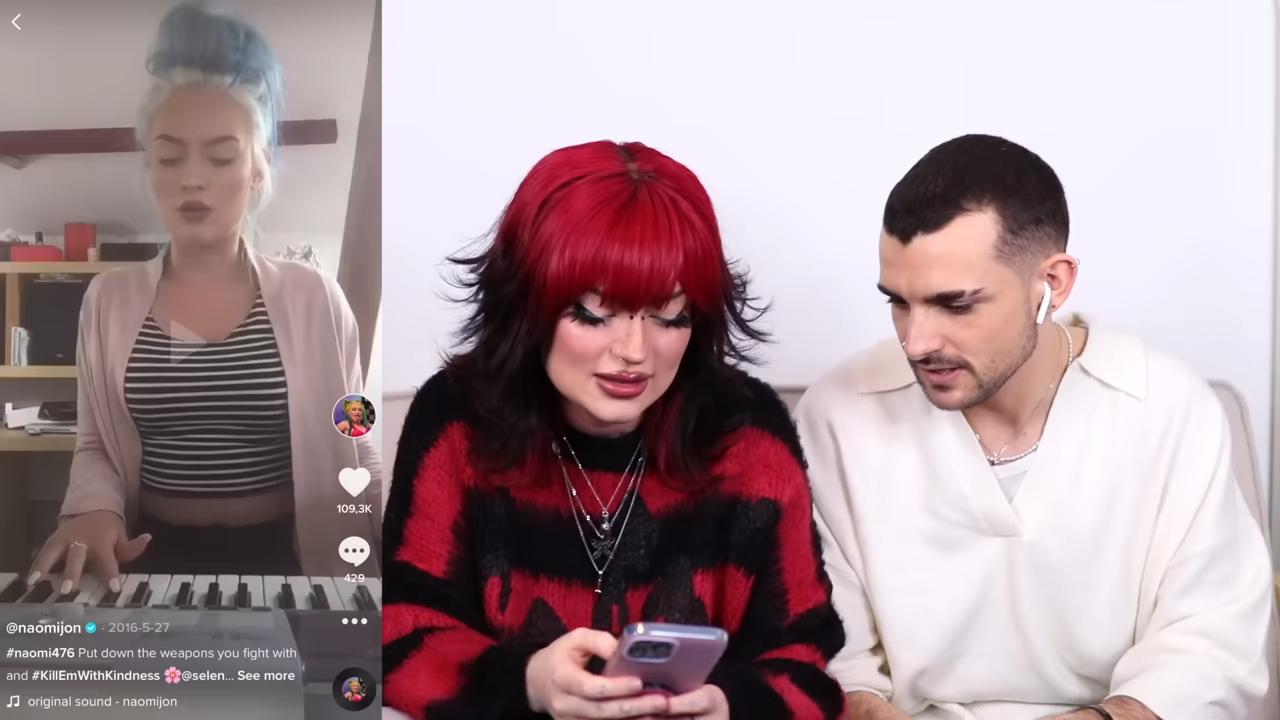 109,3K
429
@naomijon · 2016-5-27
#naomi476 Put down the weapons you fight with
and #KillEmWithKindness 🌸@selen... See more
original sound - naomijon